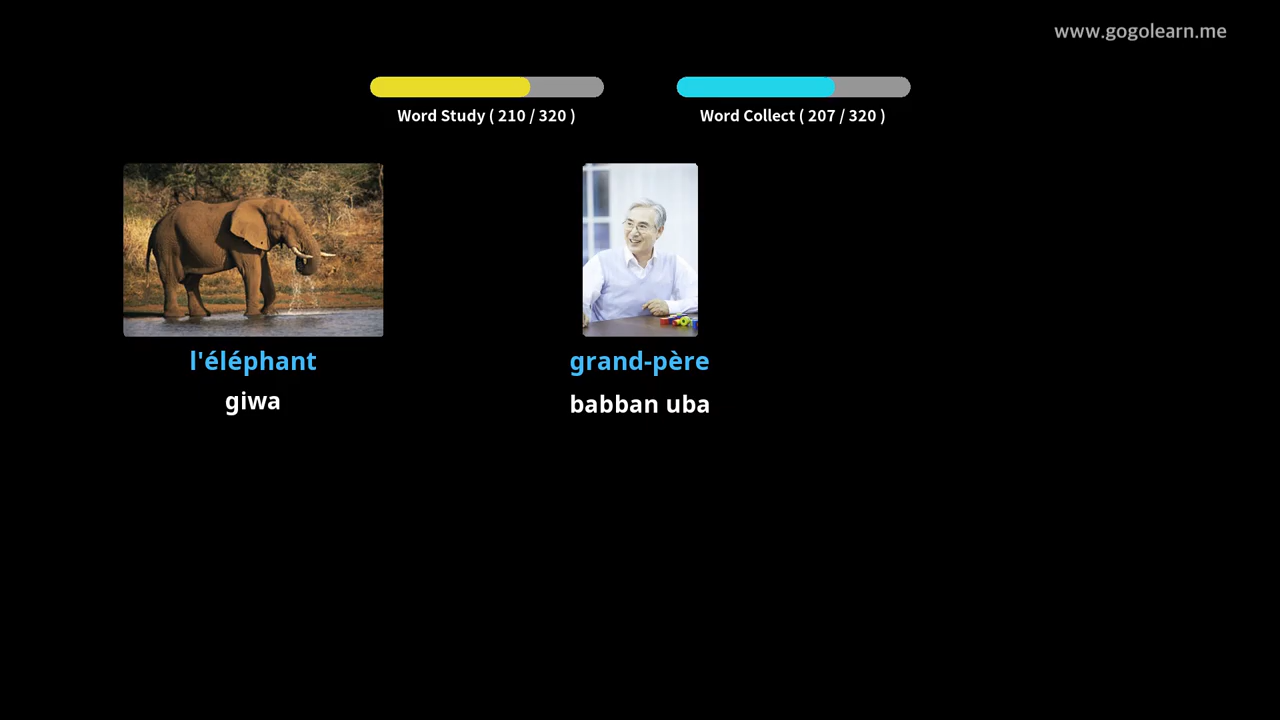 www.gogolearn.me
Word Study ( 210 / 320 )
Word Collect ( 207 / 320 )
l'éléphant
giwa
grand-père
babban uba